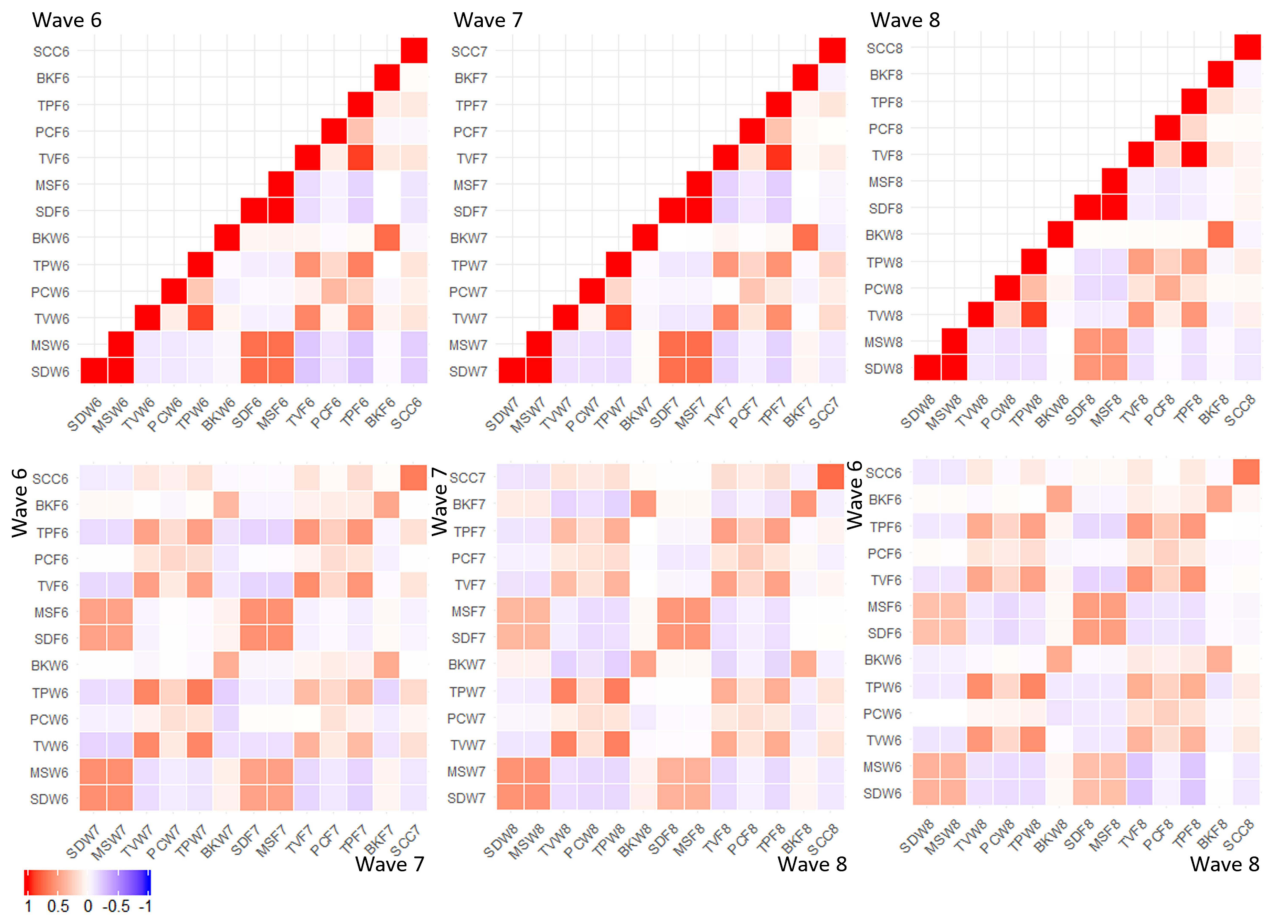 Wave 6
SCC6
BKF6
TPF6
PCF6
TVF6
MSF6
SDF6
BKW6
TPW6
PCW6
TVW6
MSW6
SDW6
SDW6 MSW6 TVW6 PCW6 TPW6 BKW6 SDF6 MSF6 TVF6 PCF6 TPF6 BKF6 SCC6
Wave 7
SCC7
BKF7
TPF7
PCF7
TVF7
MSF7
SDF7
BKW7
TPW7
PCW7
TVW7
MSW7
SDW7
SDW7 MSW7 TVW7 PCW7 TPW7 BKW7 SDF7 MSF7 TVF7 PCF7 TPF7 BKF7 SCC7
Wave 8
SCC8
BKF8
TPF8
PCF8
TVF8
MSF8
SDF8
BKW8
TPW8
PCW8
TVW8
MSW8
SDW8
SDW8 MSW8 TVW8 PCW8 TPW8 BKW8 SDF8 MSF8 TVF8 PCF8 TPF8 BKF8 SCC8
Wave 6
SCC6
BKF6
TPF6
PCF6
TVF6
MSF6
SDF6
BKW6
TPW6
PCW6
TVW6
MSW6
SDW6
SDW7 MSW7 TVW7 PCW7 TPW7 BKW7 SDF7 MSF7 TVF7 PCF7 TPF7 BKF7 SCC7
Wave 7
Wave 7
SCC7
BKF7
TPF7
PCF7
TVF7
MSF7
SDF7
BKW7
TPW7
PCW7
TVW7
MSW7
SDW7
SDW8 MSW8 TVW8 PCW8 TPW8 BKW8 SDF8 MSF8 TVF8 PCF8 TPF8 BKF8 SCC8
Wave 8
Wave 6
SCC6
BKF6
TPF6
PCF6
TVF6
MSF6
SDF6
BKW6
TPW6
PCW6
TVW6
MSW6
SDW6
SDW8 MSW8 TVW8 PCW8 TPW8 BKW8 SDF8 MSF8 TVF8 PCF8 TPF8 BKF8 SCC8
Wave 8
1 0.5 0 -0.5 -1